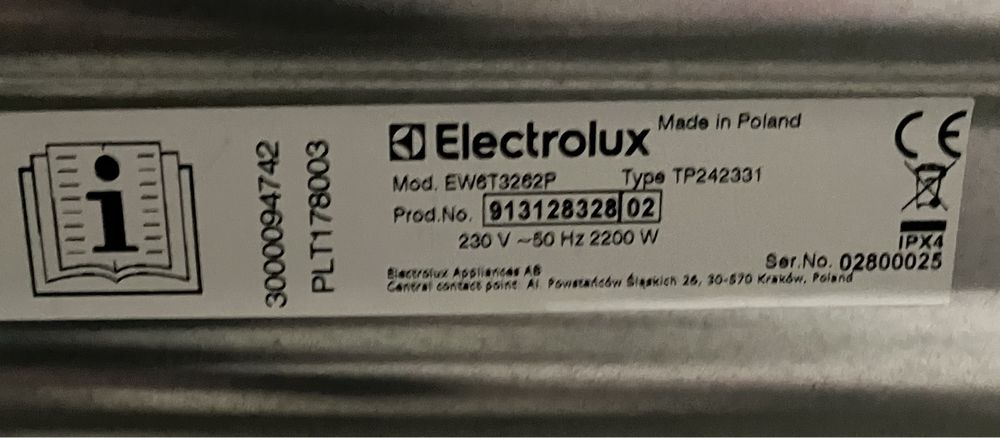 3000094742
PLT178003
Electrolux Made in Poland
Mod. EW6T3262P Type TP242331
Prod.No. 913128328 02
230 V ~50 Hz 2200 W
IPX4
Ser.No. 02800025
Electrolux Appliances AB
Central contact point: Al. Powstańców Śląskich 26, 30-570 Kraków, Poland
CE